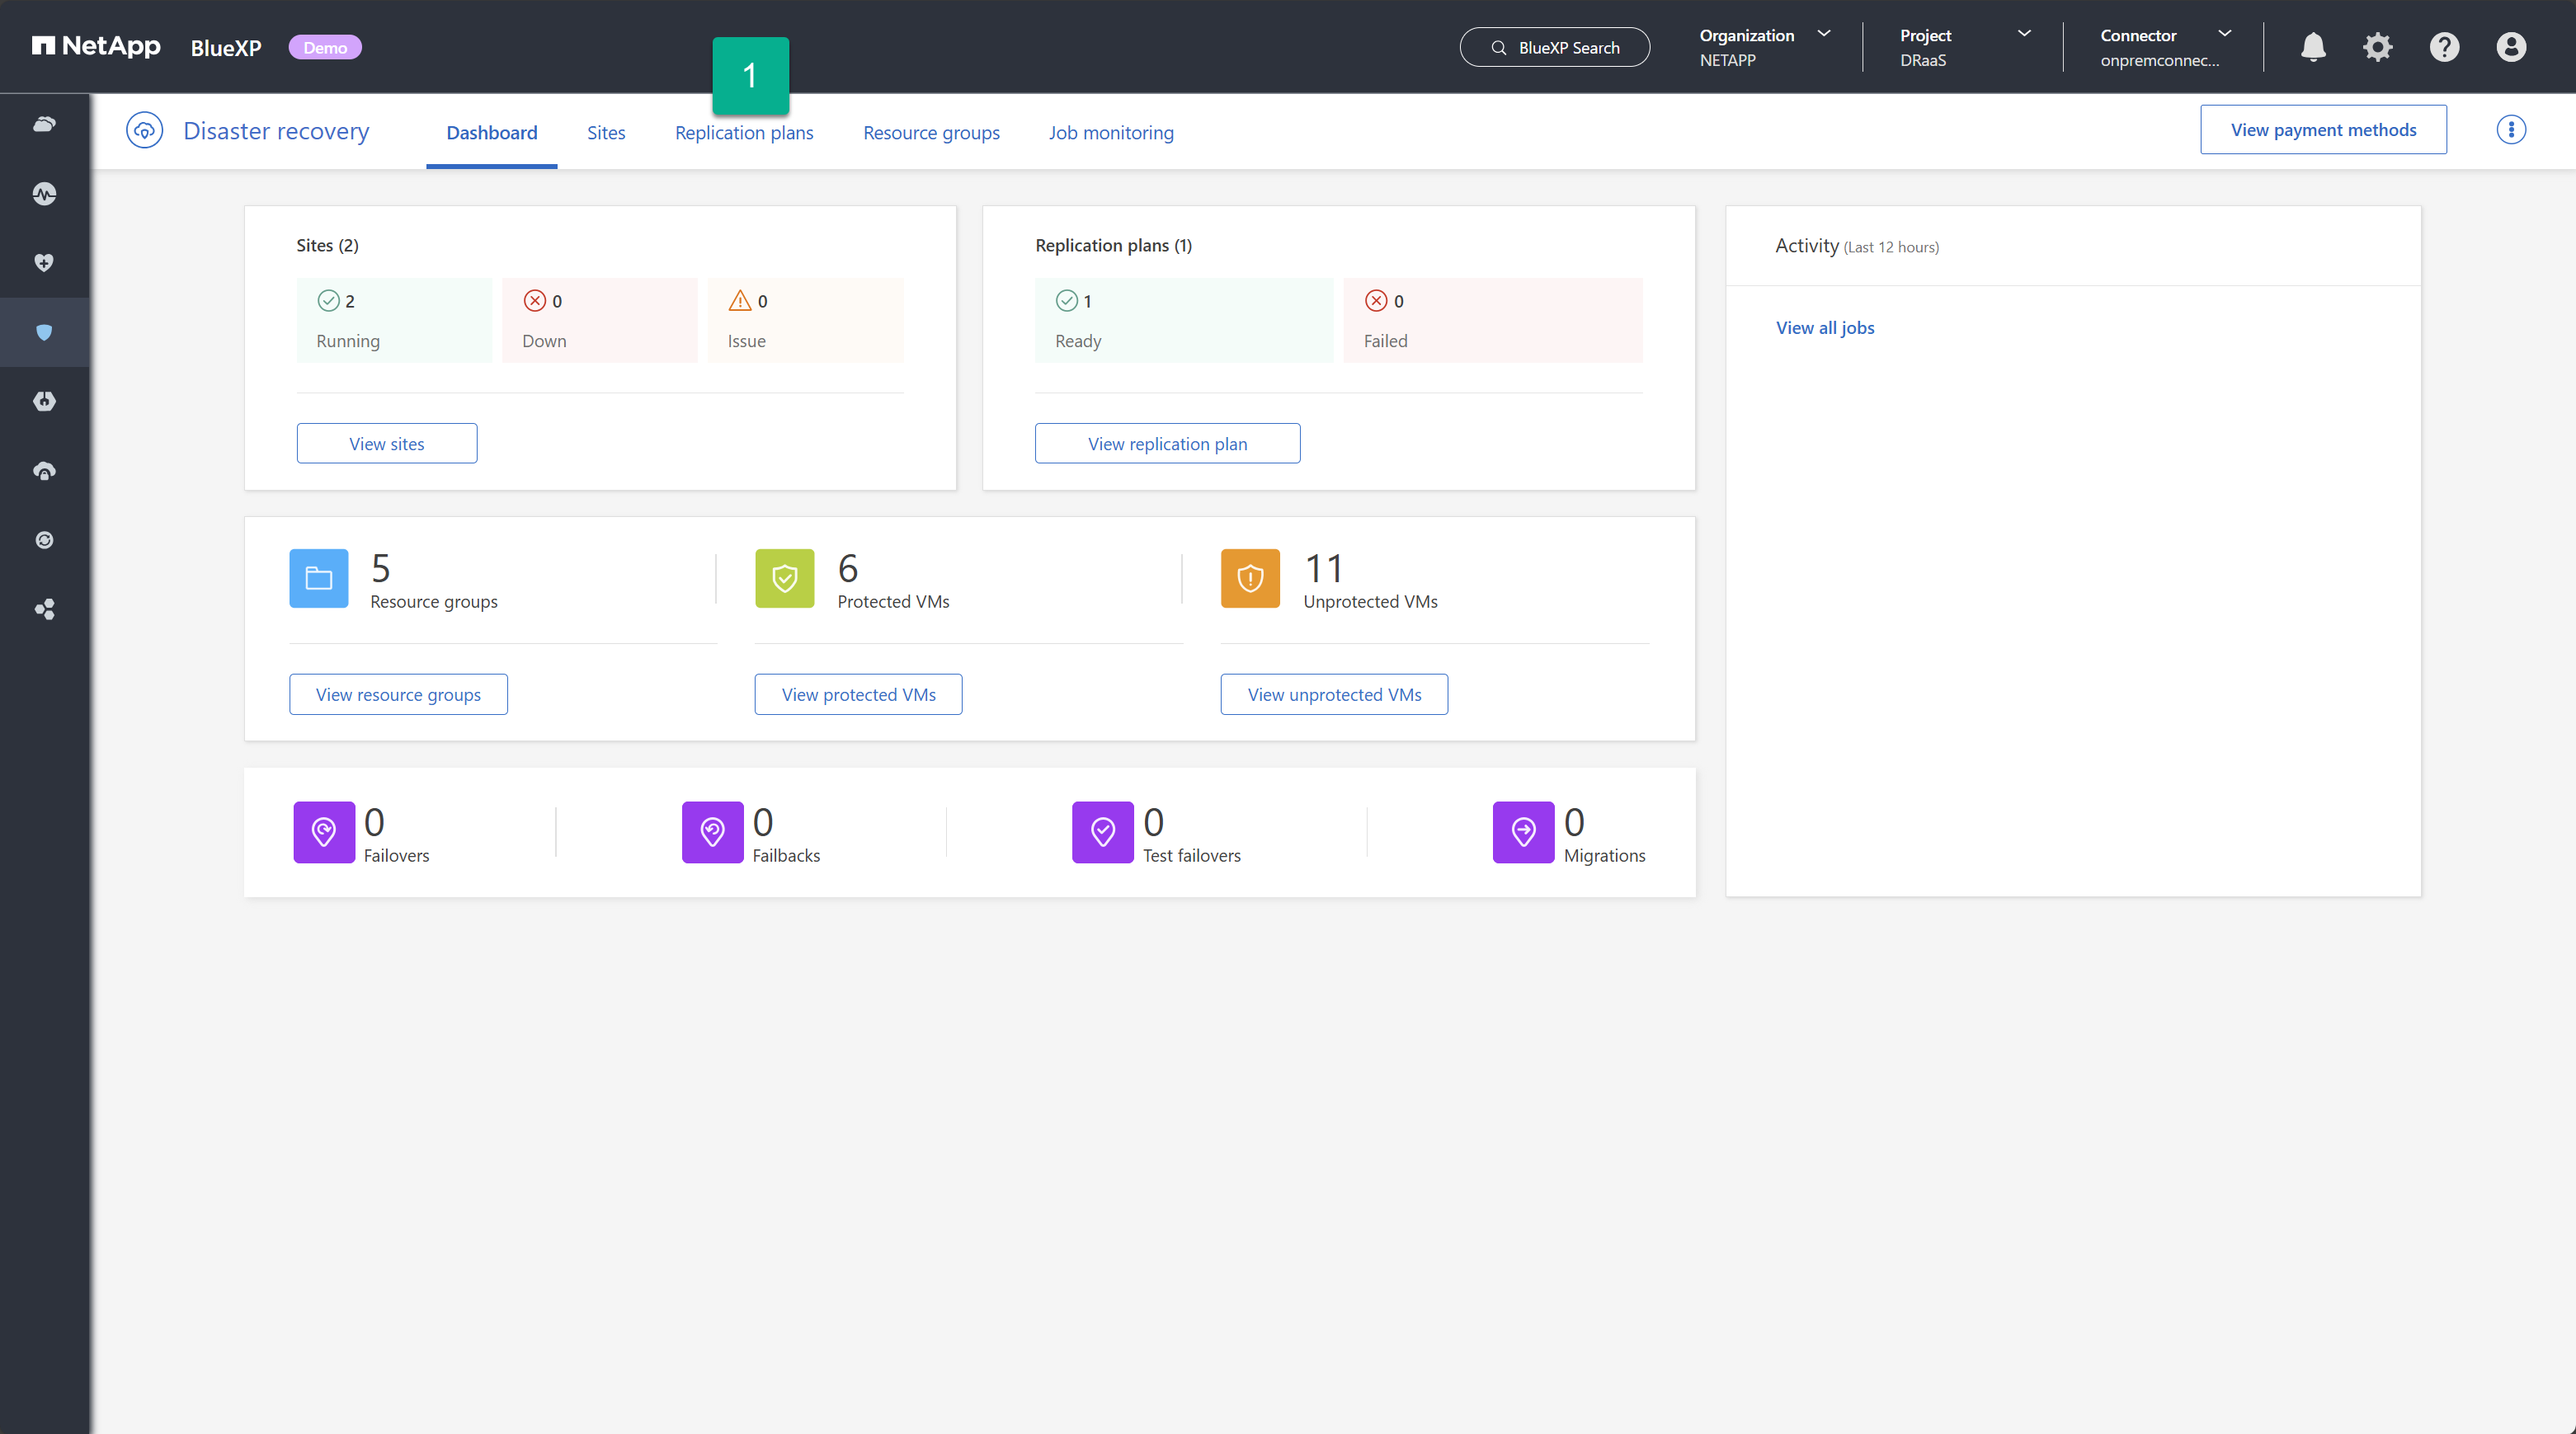 NetApp BlueXP Demo
1
BlueXP Search
Organization
NETAPP
Project
DRaaS
Connector
onpremconnec...
Disaster recovery
Dashboard Sites Replication plans Resource groups Job monitoring
View payment methods
Sites (2)
2
Running
0
Down
0
Issue
View sites
Replication plans (1)
1
Ready
0
Failed
View replication plan
Activity (Last 12 hours)
View all jobs
5
Resource groups
View resource groups
6
Protected VMs
View protected VMs
11
Unprotected VMs
View unprotected VMs
0
Failovers
0
Failbacks
0
Test failovers
0
Migrations